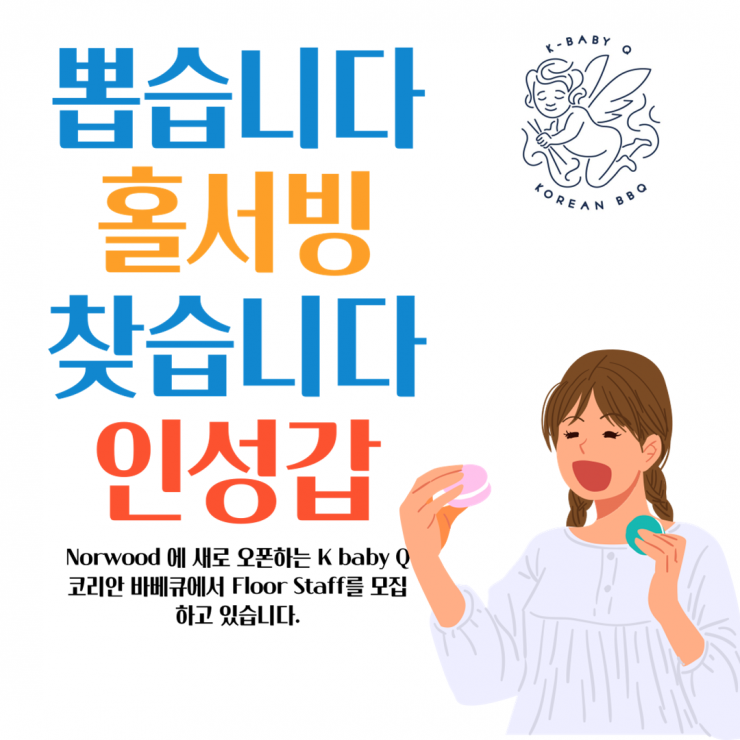 뽑습니다
K-BABY Q
홀서빙
KOREAN BBQ
찾습니다
인성갑
Norwood 에 새로 오폰하는 K baby Q
코리안 바베큐에서 Floor Staff를 모집
하고 있습니다.